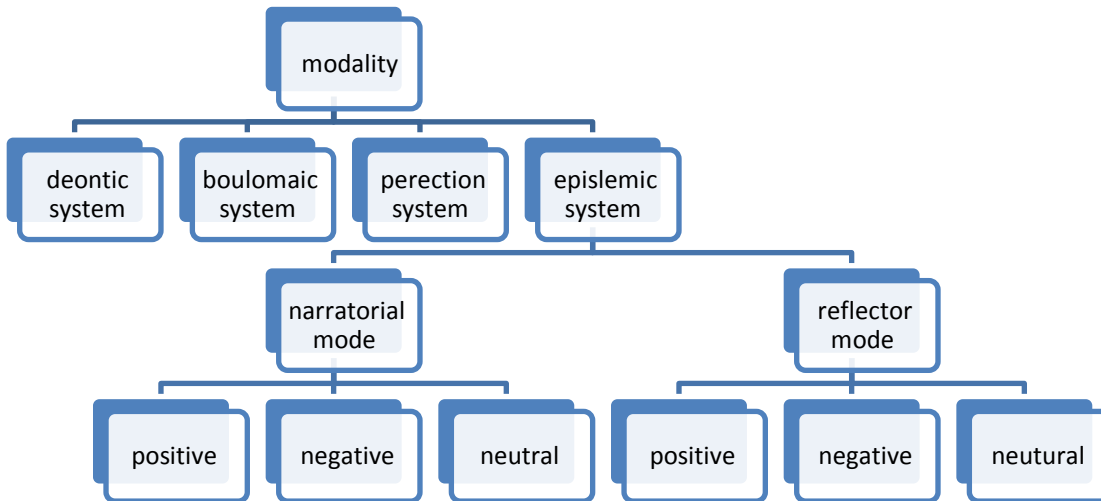 modality
deontic
system
boulomaic
system
perection
system
epislemic
system
narratorial
mode
reflector
mode
positive
negative
neutral
positive
negative
neutural